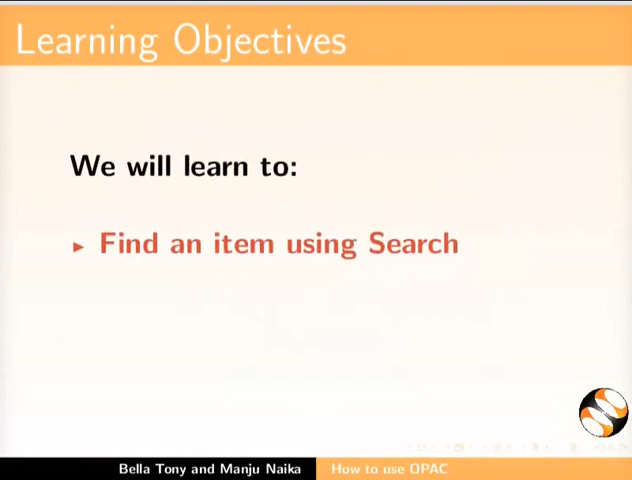 Learning Objectives
We will learn to:
▸ Find an item using Search
Bella Tony and Manju Naika How to use OPAC